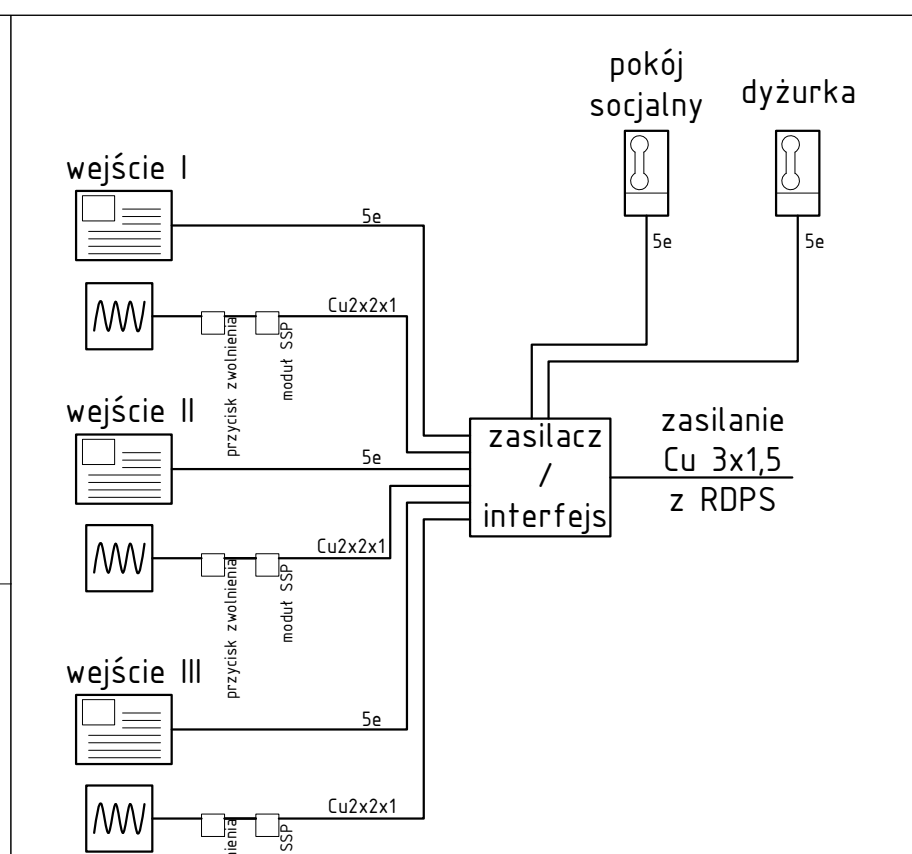 pokój
socjalny
dyżurka
wejście I
5e
5e
5e
Cu2x2x1
przycisk zwolnienia
moduł SSP
wejście II
5e
zasilacz
/
interfejs
zasilanie
Cu 3x1,5
z RDPS
Cu2x2x1
przycisk zwolnienia
moduł SSP
wejście III
5e
Cu2x2x1
SSP